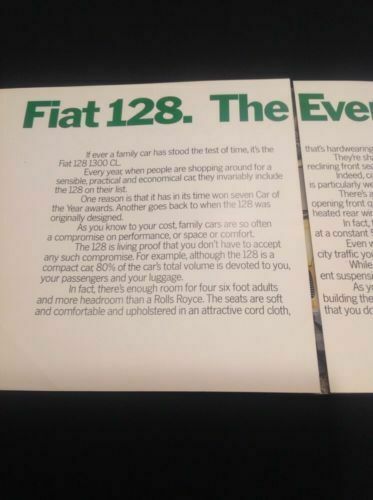 Fiat 128. The Ever
If ever a family car has stood the test of time, it's the
Fiat 128 1300 CL.
Every year, when people are shopping around for a
sensible, practical and economical car, they invariably include
the 128 on their list.
One reason is that it has in its time won seven Car of
the Year awards. Another goes back to when the 128 was
originally designed.
As you know to your cost, family cars are so often
a compromise on performance, or space or comfort.
The 128 is living proof that you don't have to accept
any such compromise. For example, although the 128 is a
compact car, 80% of the car's total volume is devoted to you,
your passengers and your luggage.
In fact, there's enough room for four six foot adults
and more headroom than a Rolls Royce. The seats are soft
and comfortable and upholstered in an attractive cord cloth,
that's hardwearing
They're sha
reclining front sea
Indeed, ca
is particularly we
There's a
opening front q
heated rear wi
In fact, t
at a constant 
Even w
city traffic you
While
ent suspens
As yo
building the
that you do